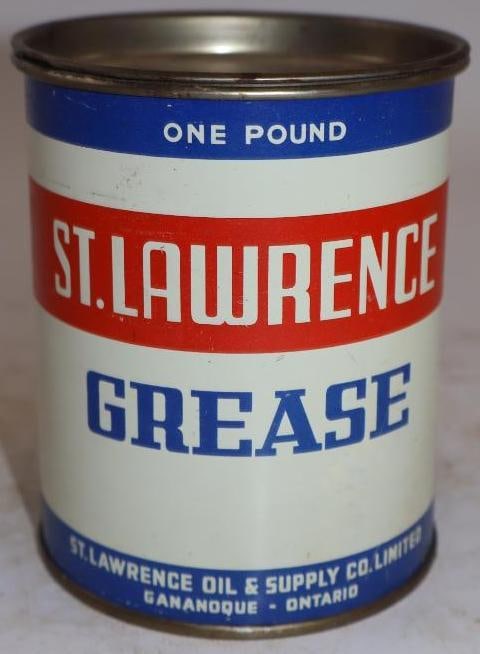 ONE POUND
ST. LAWRENCE
GREASE
ST. LAWRENCE OIL & SUPPLY CO. LIMITED
GANANOQUE - ONTARIO